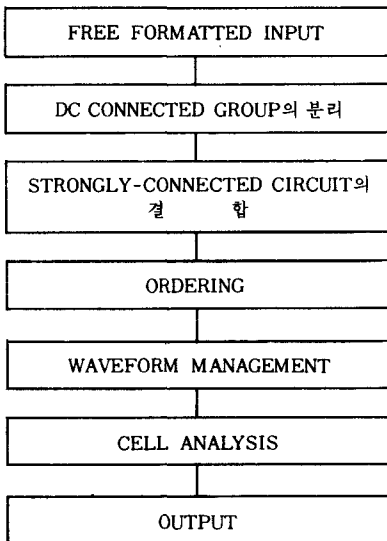 FREE FORMATTED INPUT
DC CONNECTED GROUP의 분리
STRONGLY-CONNECTED CIRCUIT의
결 합
ORDERING
WAVEFORM MANAGEMENT
CELL ANALYSIS
OUTPUT